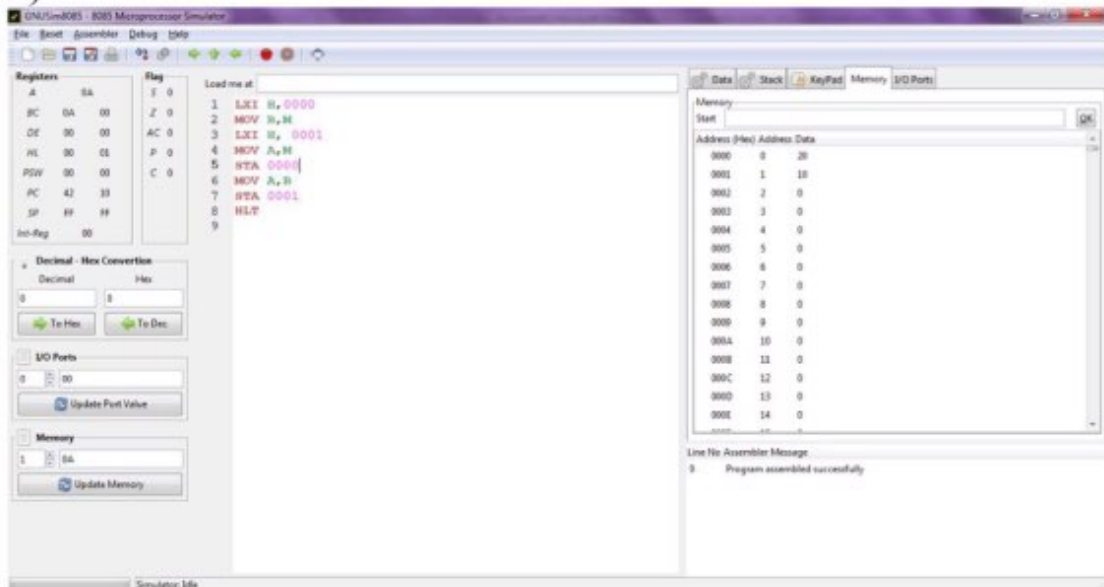 GNUSim8085 - 8085 Microprocessor Simulator
File Reset Assembler Debug Help
Registers
A 0A
BC 0A 00
DE 00 00
HL 00 01
PSW 00 00
PC 42 10
SP FF FF
Int-Reg 00
Flag
S 0
Z 0
AC 0
P 0
C 0
Decimal - Hex Convertion
Decimal Hex
0 0
To Hex To Dec
I/O Ports
0 00
Update Port Value
Memory
1 0A
Update Memory
Load me at
1 LXI H,0000
2 MOV B,M
3 LXI H, 0001
4 MOV A,M
5 STA 0000
6 MOV A,B
7 STA 0001
8 HLT
9
Data Stack KeyPad Memory I/O Ports
Memory
Start OK
Address (Hex) Address Data
0000 0 20
0001 1 10
0002 2 0
0003 3 0
0004 4 0
0005 5 0
0006 6 0
0007 7 0
0008 8 0
0009 9 0
000A 10 0
000B 11 0
000C 12 0
000D 13 0
000E 14 0
Line No Assembler Message
0 Program assembled successfully
Simulator: Idle